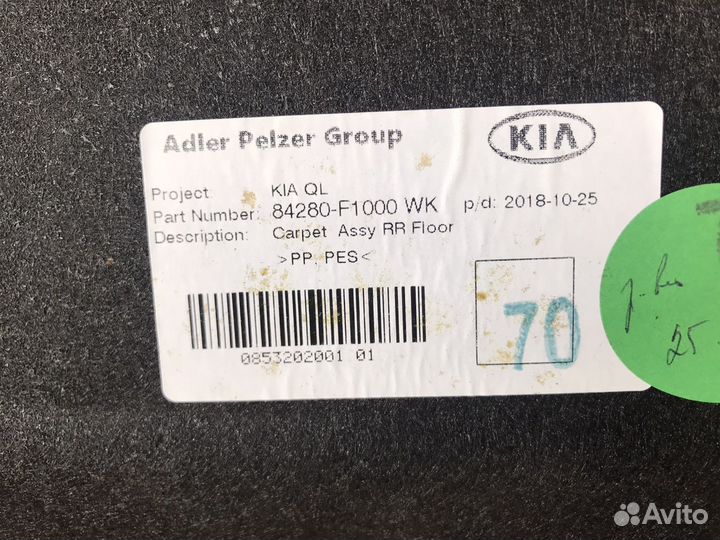 Adler Pelzer Group
KIA
Project: KIA QL
Part Number: 84280-F1000 WK p/d: 2018-10-25
Description: Carpet Assy RR Floor
>PP, PES<
0853202001 01
70
25
Avito